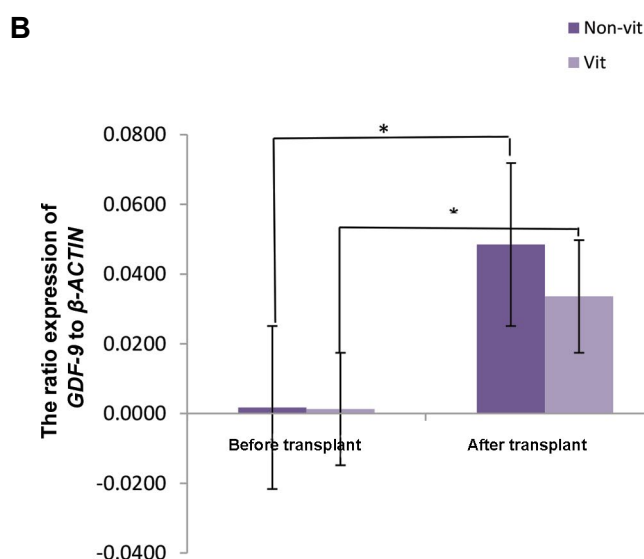 B
Non-vit
Vit
The ratio expression of
GDF-9 to β-ACTIN
0.0800
0.0600
0.0400
0.0200
0.0000
-0.0200
-0.0400
*
*
Before transplant
After transplant